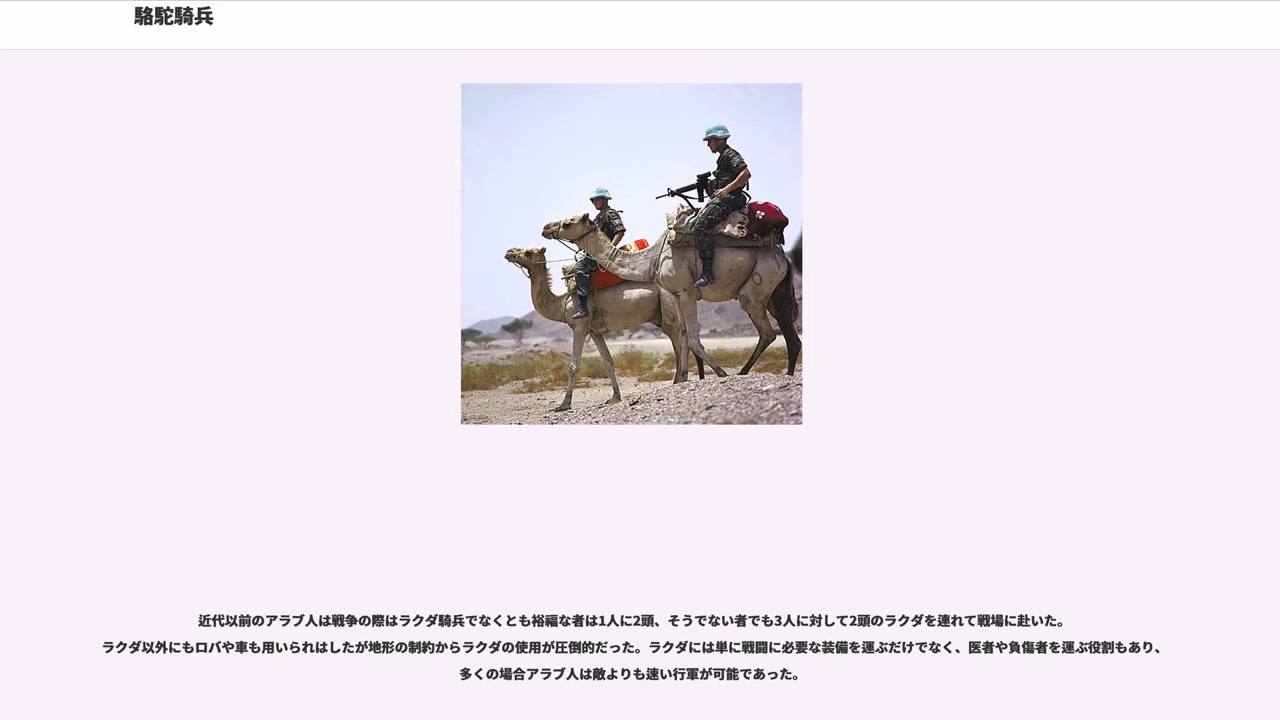 駱駝騎兵
近代以前のアラブ人は戦争の際はラクダ騎兵でなくとも裕福な者は1人に2頭、そうでない者でも3人に対して2頭のラクダを連れて戦場に赴いた。
ラクダ以外にもロバや車も用いられはしたが地形の制約からラクダの使用が圧倒的だった。ラクダには単に戦闘に必要な装備を運ぶだけでなく、医者や負傷者を運ぶ役割もあり、
多くの場合アラブ人は敵よりも速い行軍が可能であった。